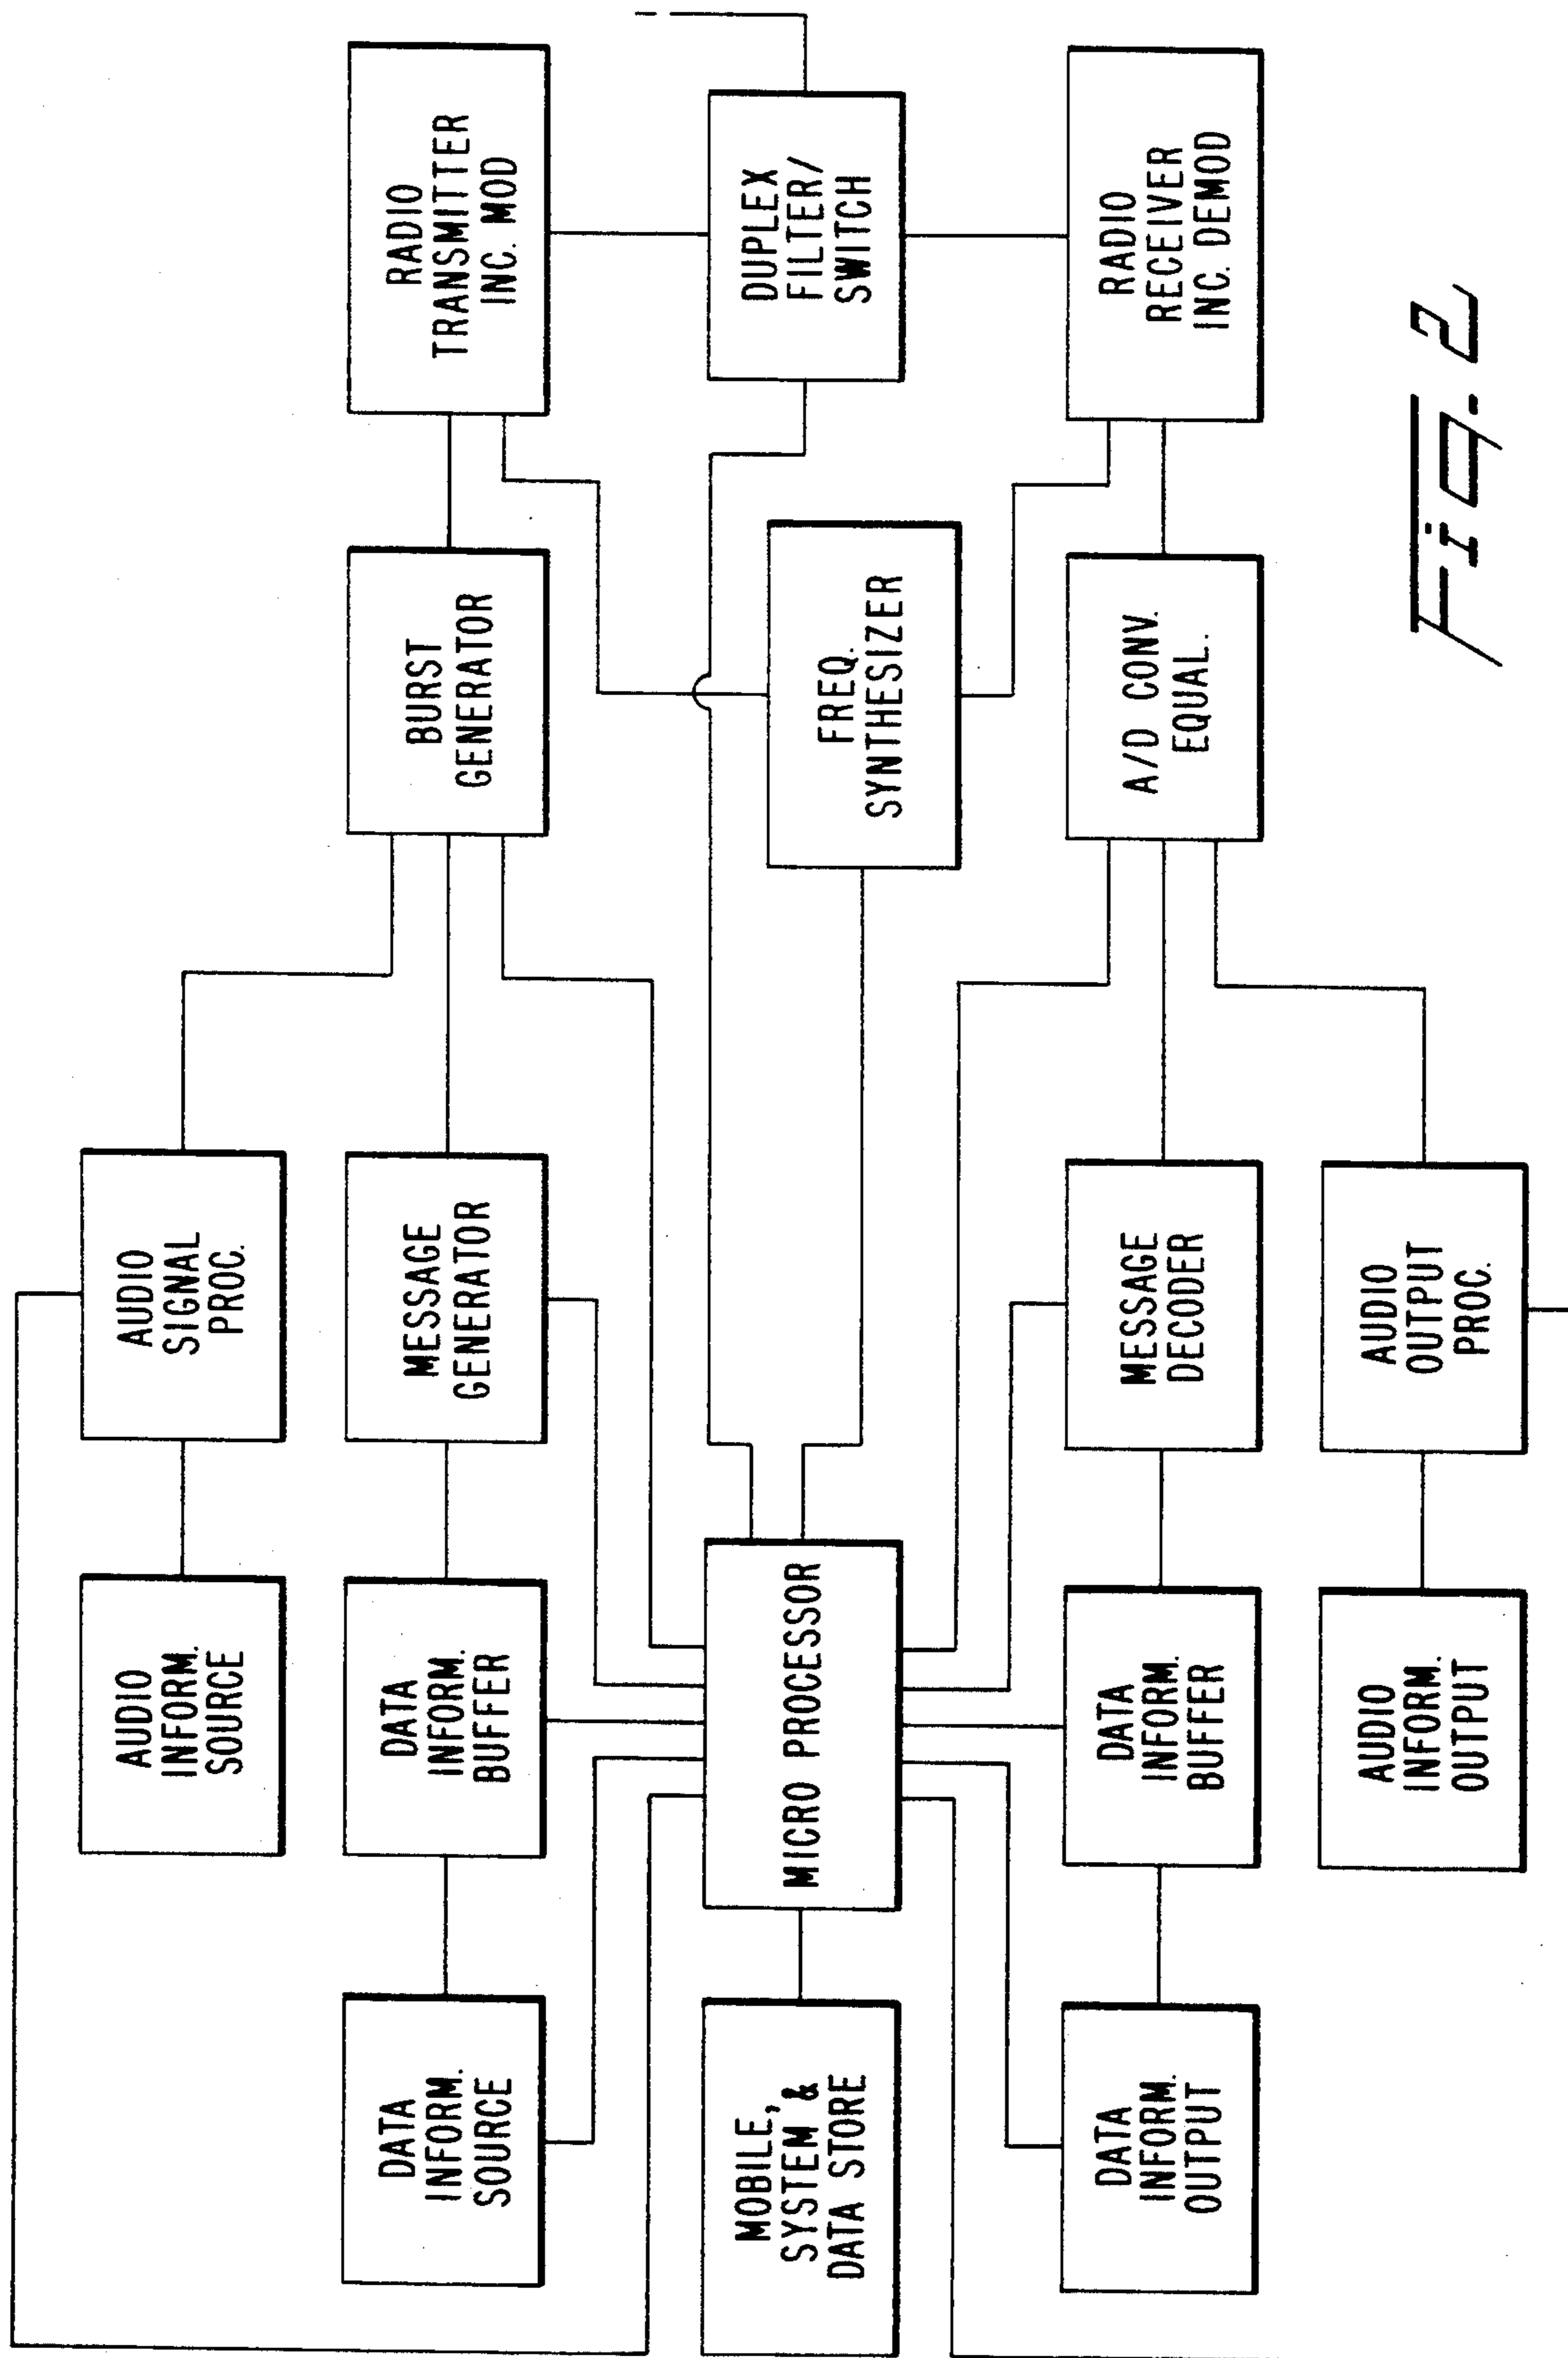 AUDIO
INFORM.
SOURCE
AUDIO
SIGNAL
PROC.
DATA
INFORM.
SOURCE
DATA
INFORM.
BUFFER
MESSAGE
GENERATOR
BURST
GENERATOR
RADIO
TRANSMITTER
INC. MOD
MOBILE,
SYSTEM &
DATA STORE
MICRO PROCESSOR
FREQ.
SYNTHESIZER
DUPLEX
FILTER/
SWITCH
DATA
INFORM.
OUTPUT
DATA
INFORM.
BUFFER
MESSAGE
DECODER
A/D CONV.
EQUAL.
RADIO
RECEIVER
INC. DEMOD
AUDIO
INFORM.
OUTPUT
AUDIO
OUTPUT
PROC.
Fig. 2